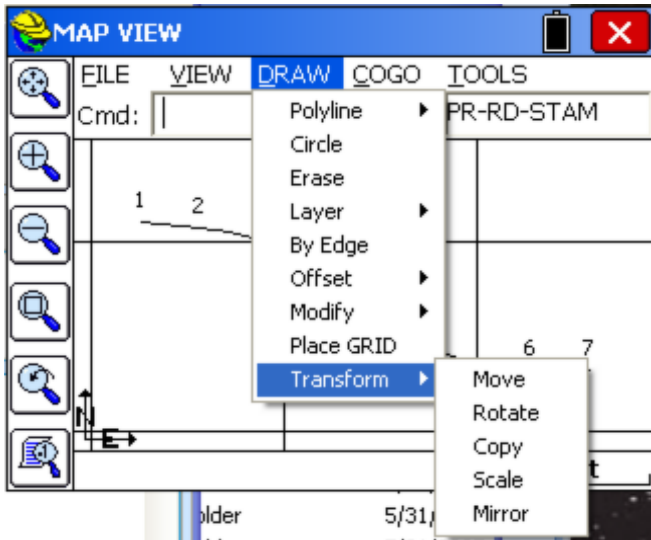 MAP VIEW
FILE VIEW DRAW COGO TOOLS
Cmd: PR-RD-STAM
Polyline
Circle
Erase
Layer
By Edge
Offset
Modify
Place GRID
Transform
Move
Rotate
Copy
Scale
Mirror
1 2
6 7
N
E
t
older 5/31/